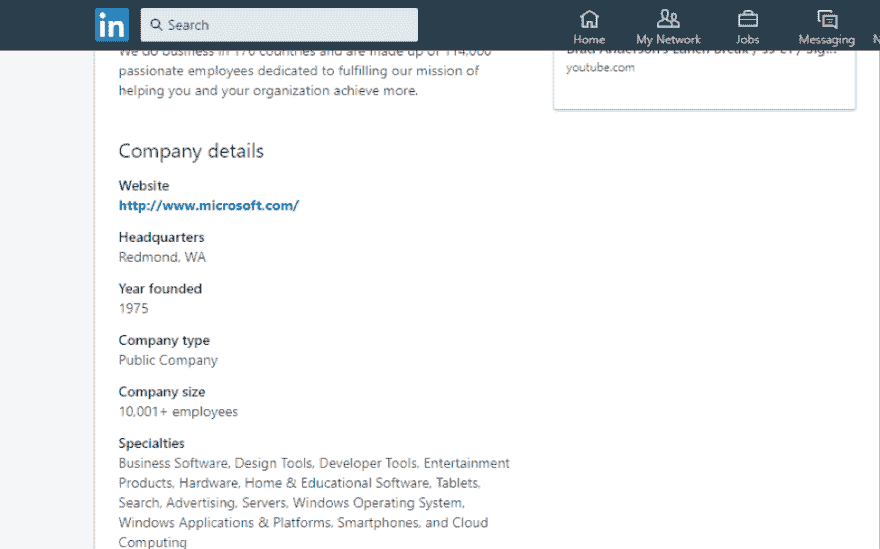 in
Search
Home
My Network
Jobs
Messaging
We do business in 170 countries and are made up of 114,000
passionate employees dedicated to fulfilling our mission of
helping you and your organization achieve more.
youtube.com
Company details
Website
http://www.microsoft.com/
Headquarters
Redmond, WA
Year founded
1975
Company type
Public Company
Company size
10,001+ employees
Specialties
Business Software, Design Tools, Developer Tools, Entertainment
Products, Hardware, Home & Educational Software, Tablets,
Search, Advertising, Servers, Windows Operating System,
Windows Applications & Platforms, Smartphones, and Cloud
Computing